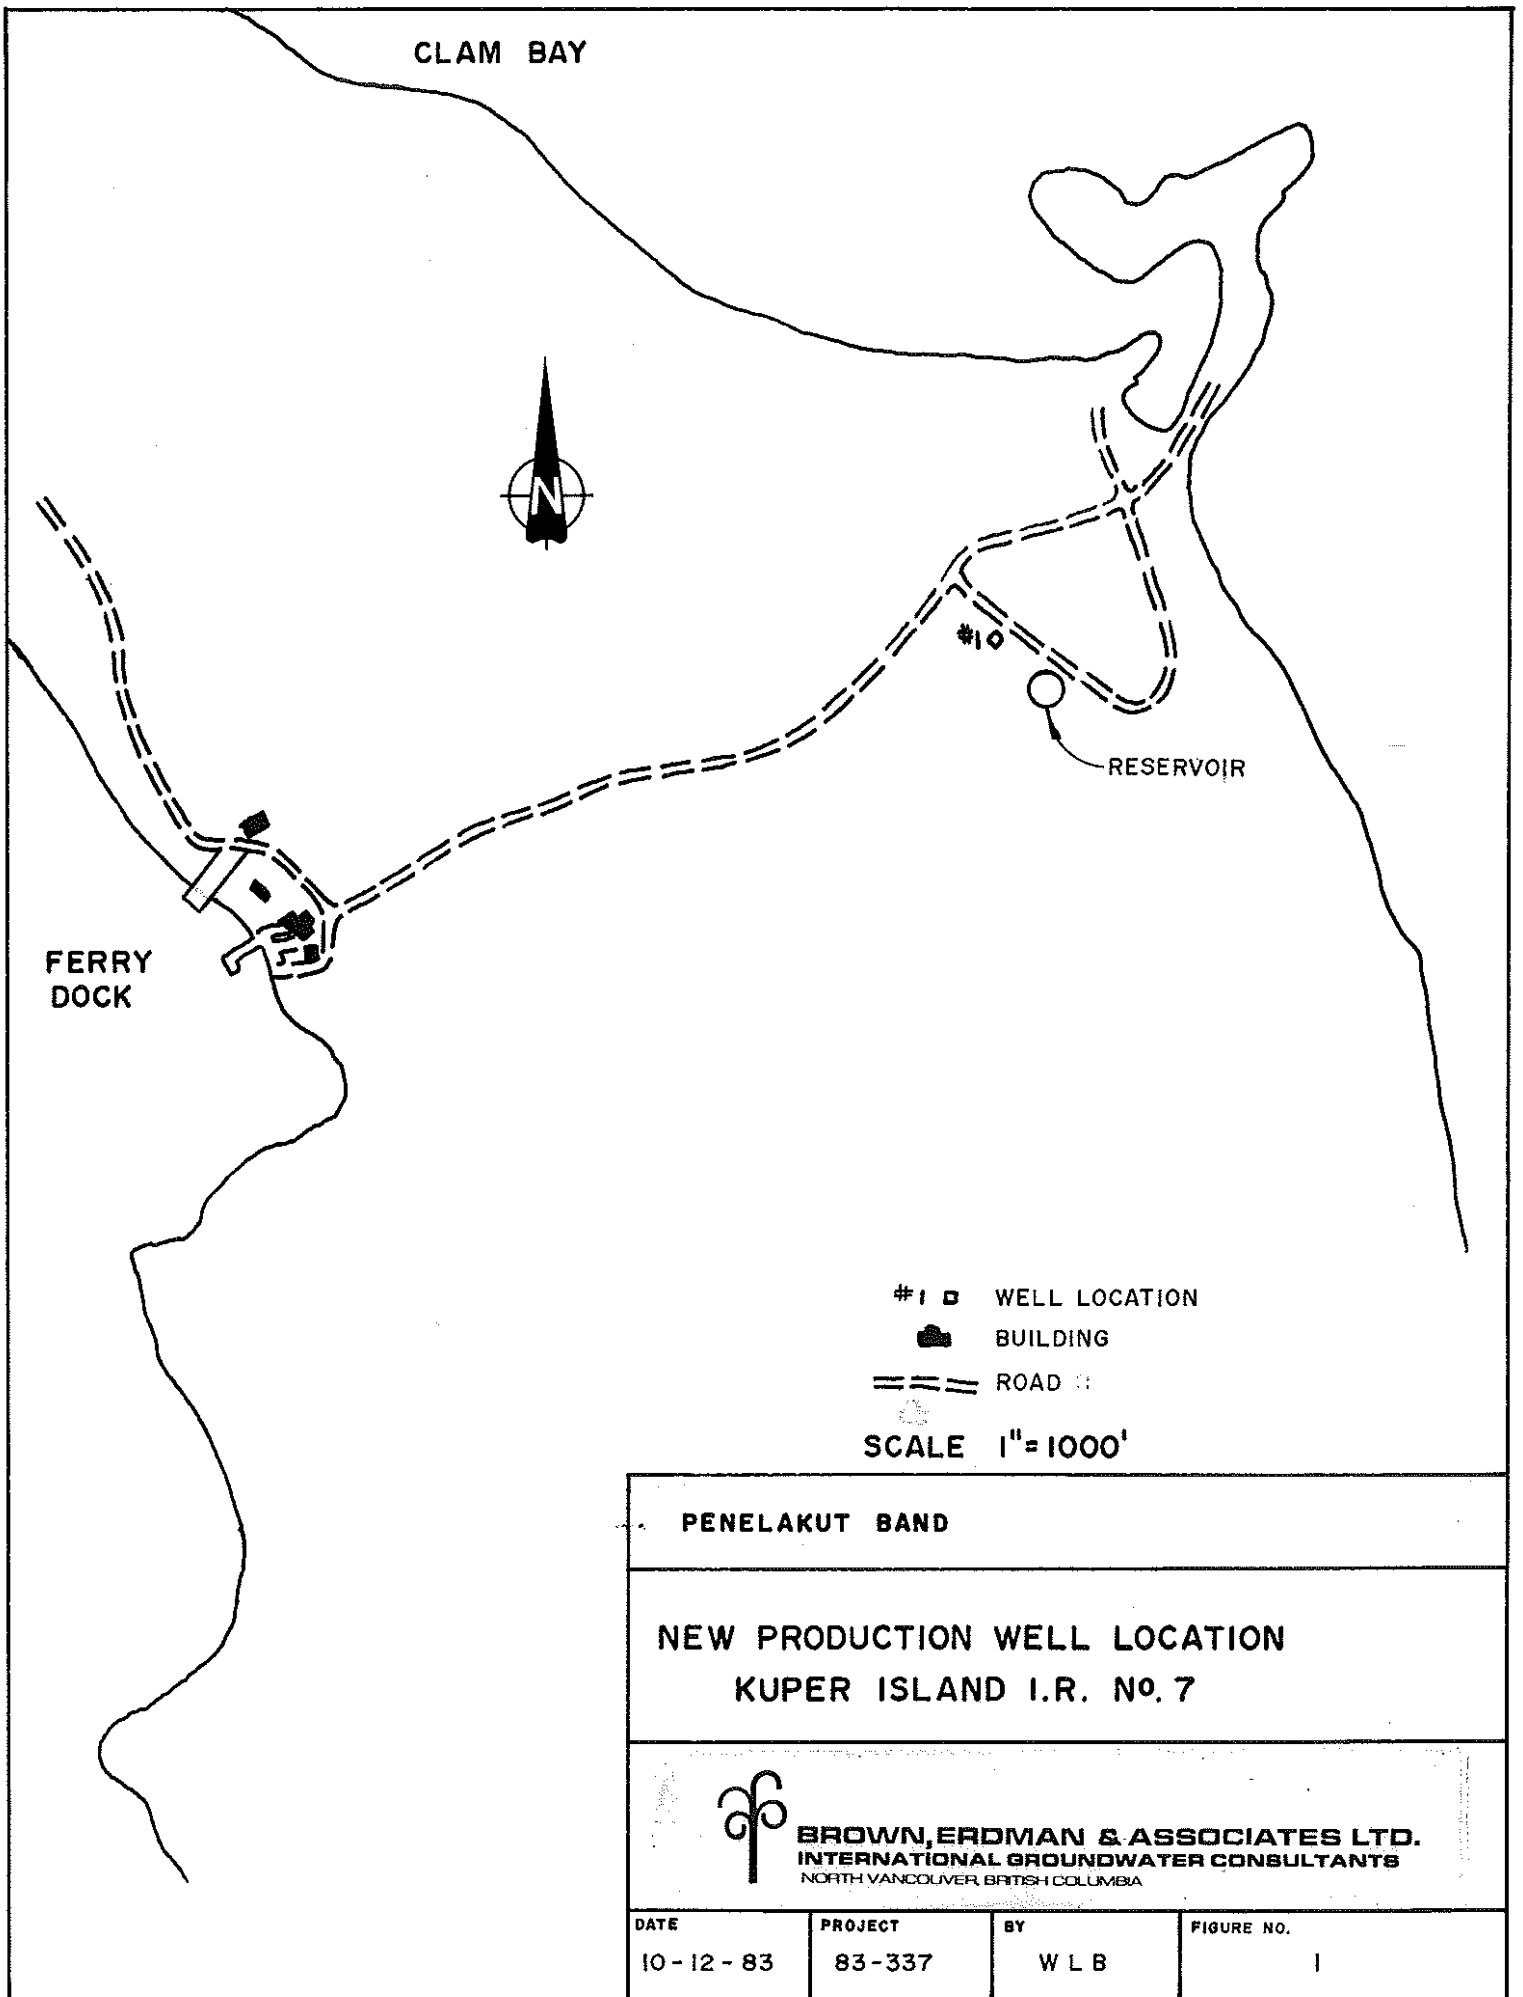 CLAM BAY
N
#1
RESERVOIR
FERRY
DOCK
#1 WELL LOCATION
BUILDING
ROAD
SCALE 1"=1000'
PENELAKUT BAND
NEW PRODUCTION WELL LOCATION
KUPER ISLAND I.R. Nº. 7
BROWN, ERDMAN & ASSOCIATES LTD.
INTERNATIONAL GROUNDWATER CONSULTANTS
NORTH VANCOUVER, BRITISH COLUMBIA
DATE PROJECT BY FIGURE NO.
10-12-83 83-337 WLB 1